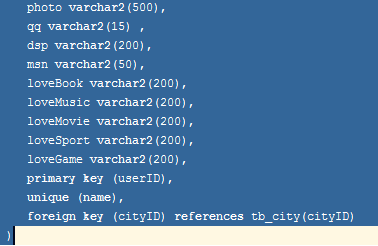 photo varchar2(500),
qq varchar2(15) ,
dsp varchar2(200),
msn varchar2(50),
loveBook varchar2(200),
loveMusic varchar2(200),
loveMovie varchar2(200),
loveSport varchar2(200),
loveGame varchar2(200),
primary key (userID),
unique (name),
foreign key (cityID) references tb_city(cityID)
)